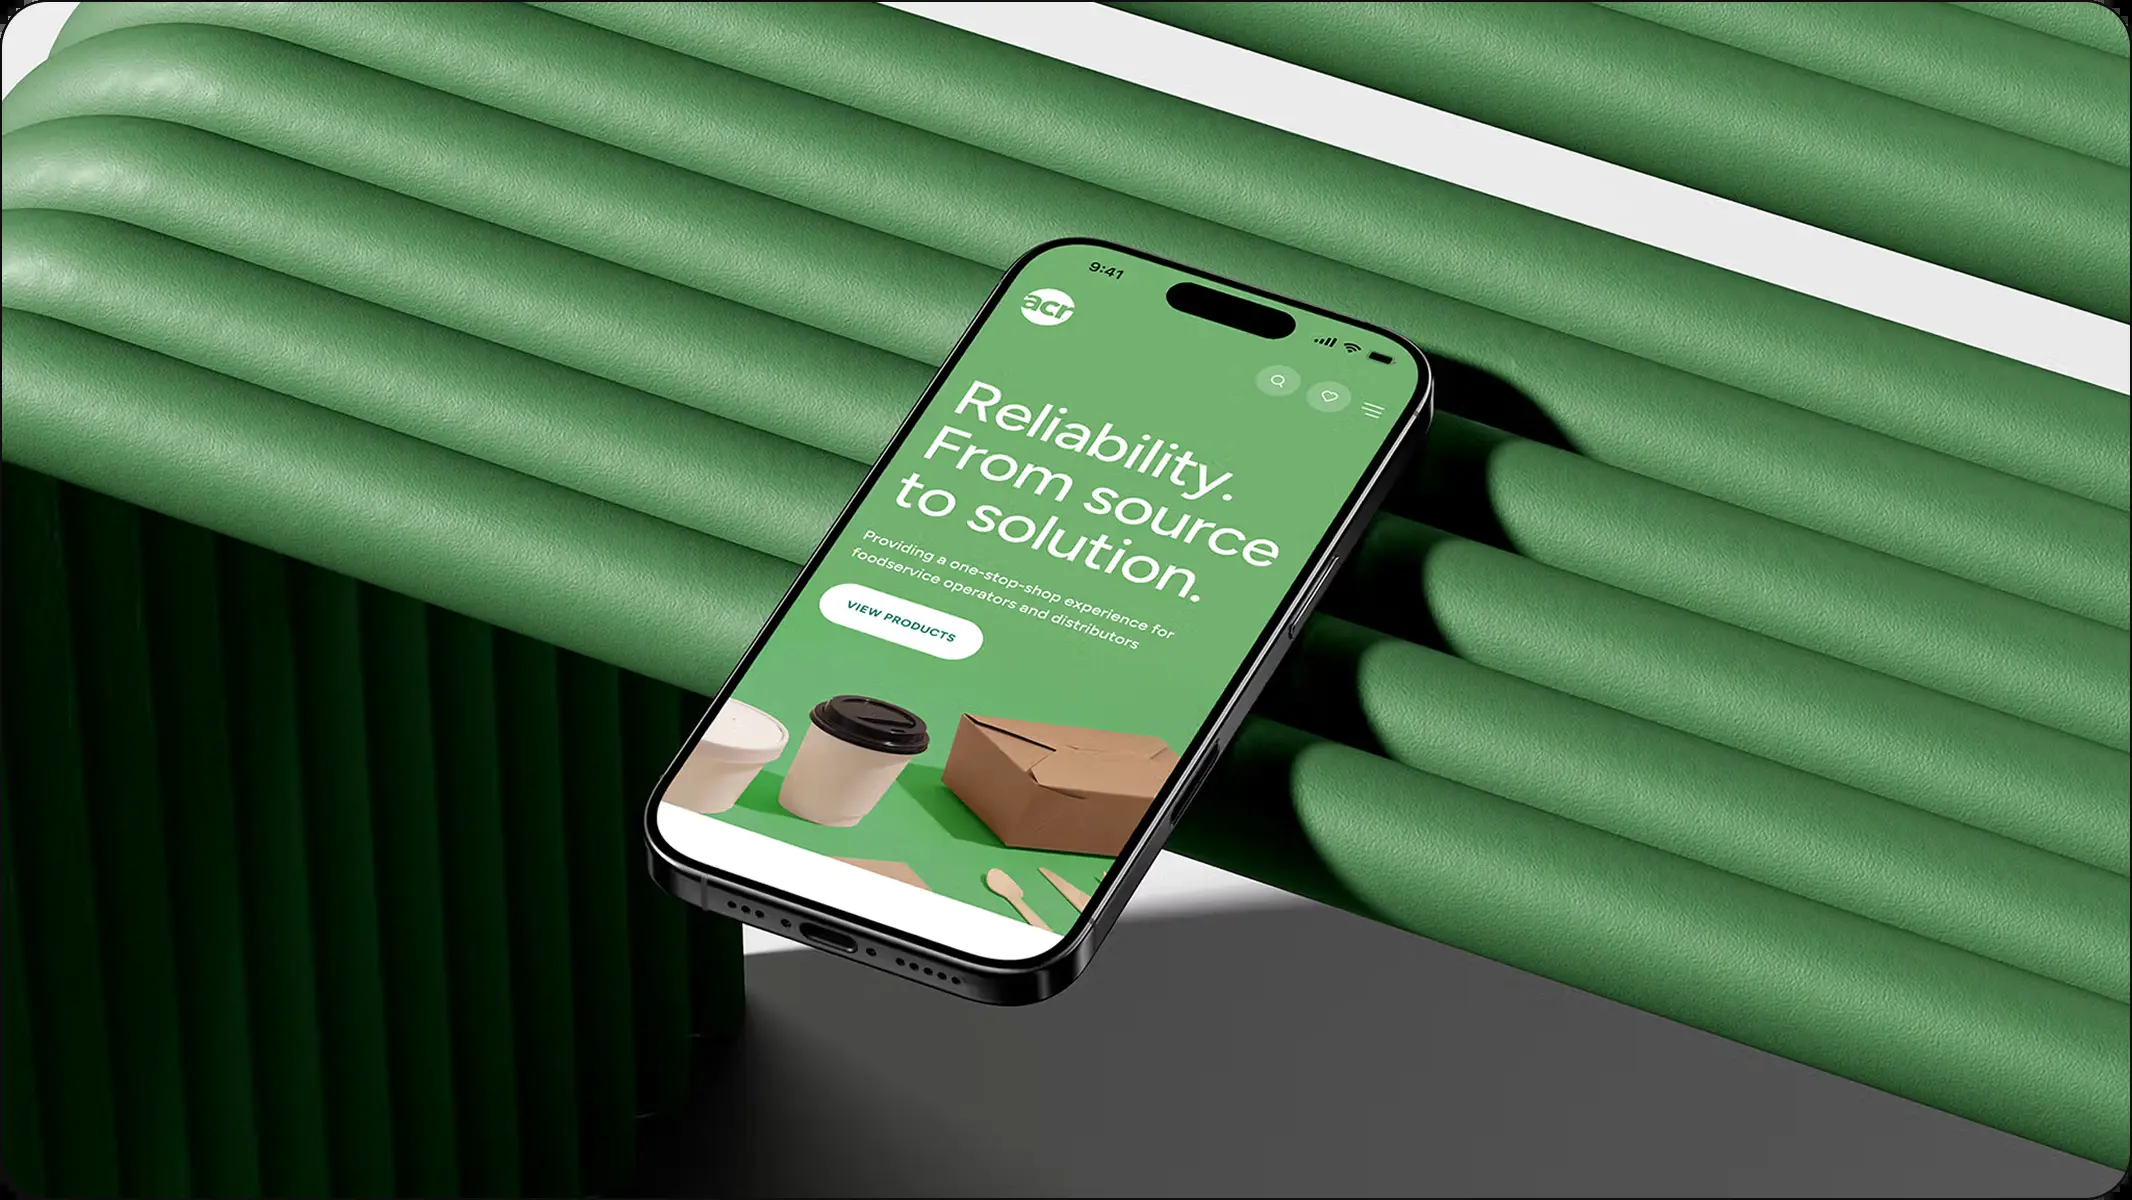 9:41
acr
Reliability.
From source
to solution.
Providing a one-stop-shop experience for
foodservice operators and distributors
VIEW PRODUCTS